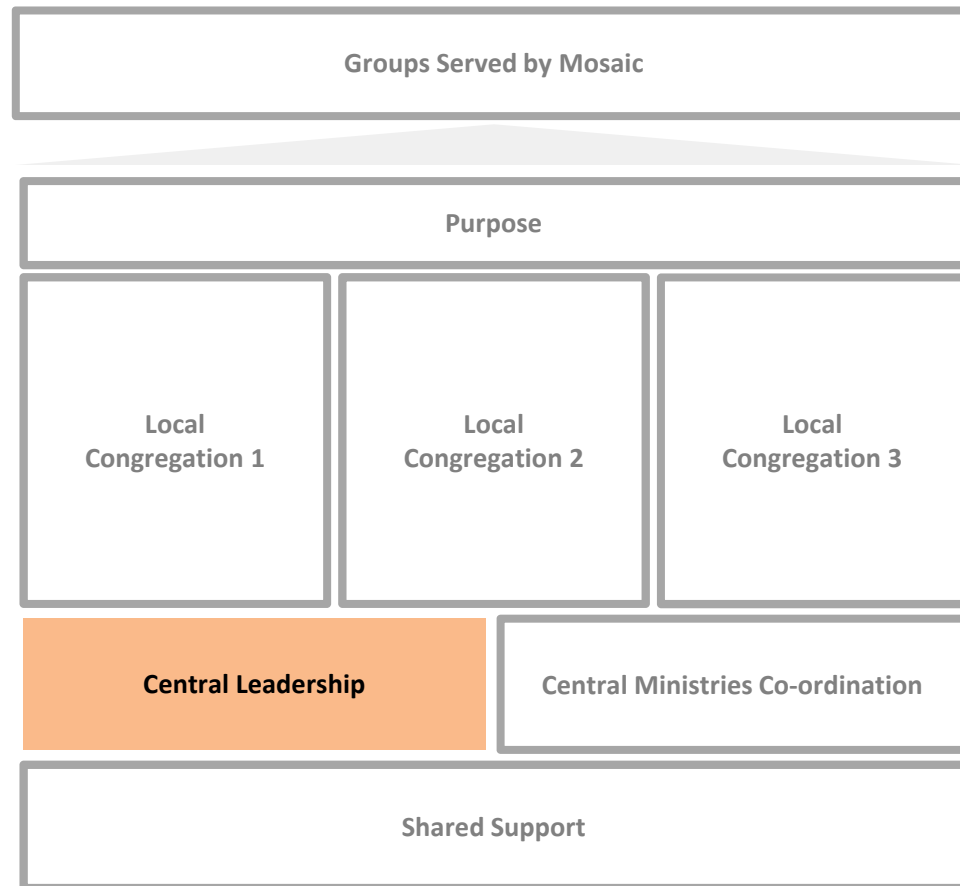 Groups Served by Mosaic
Purpose
Local
Congregation 1
Local
Congregation 2
Local
Congregation 3
Central Leadership
Central Ministries Co-ordination
Shared Support